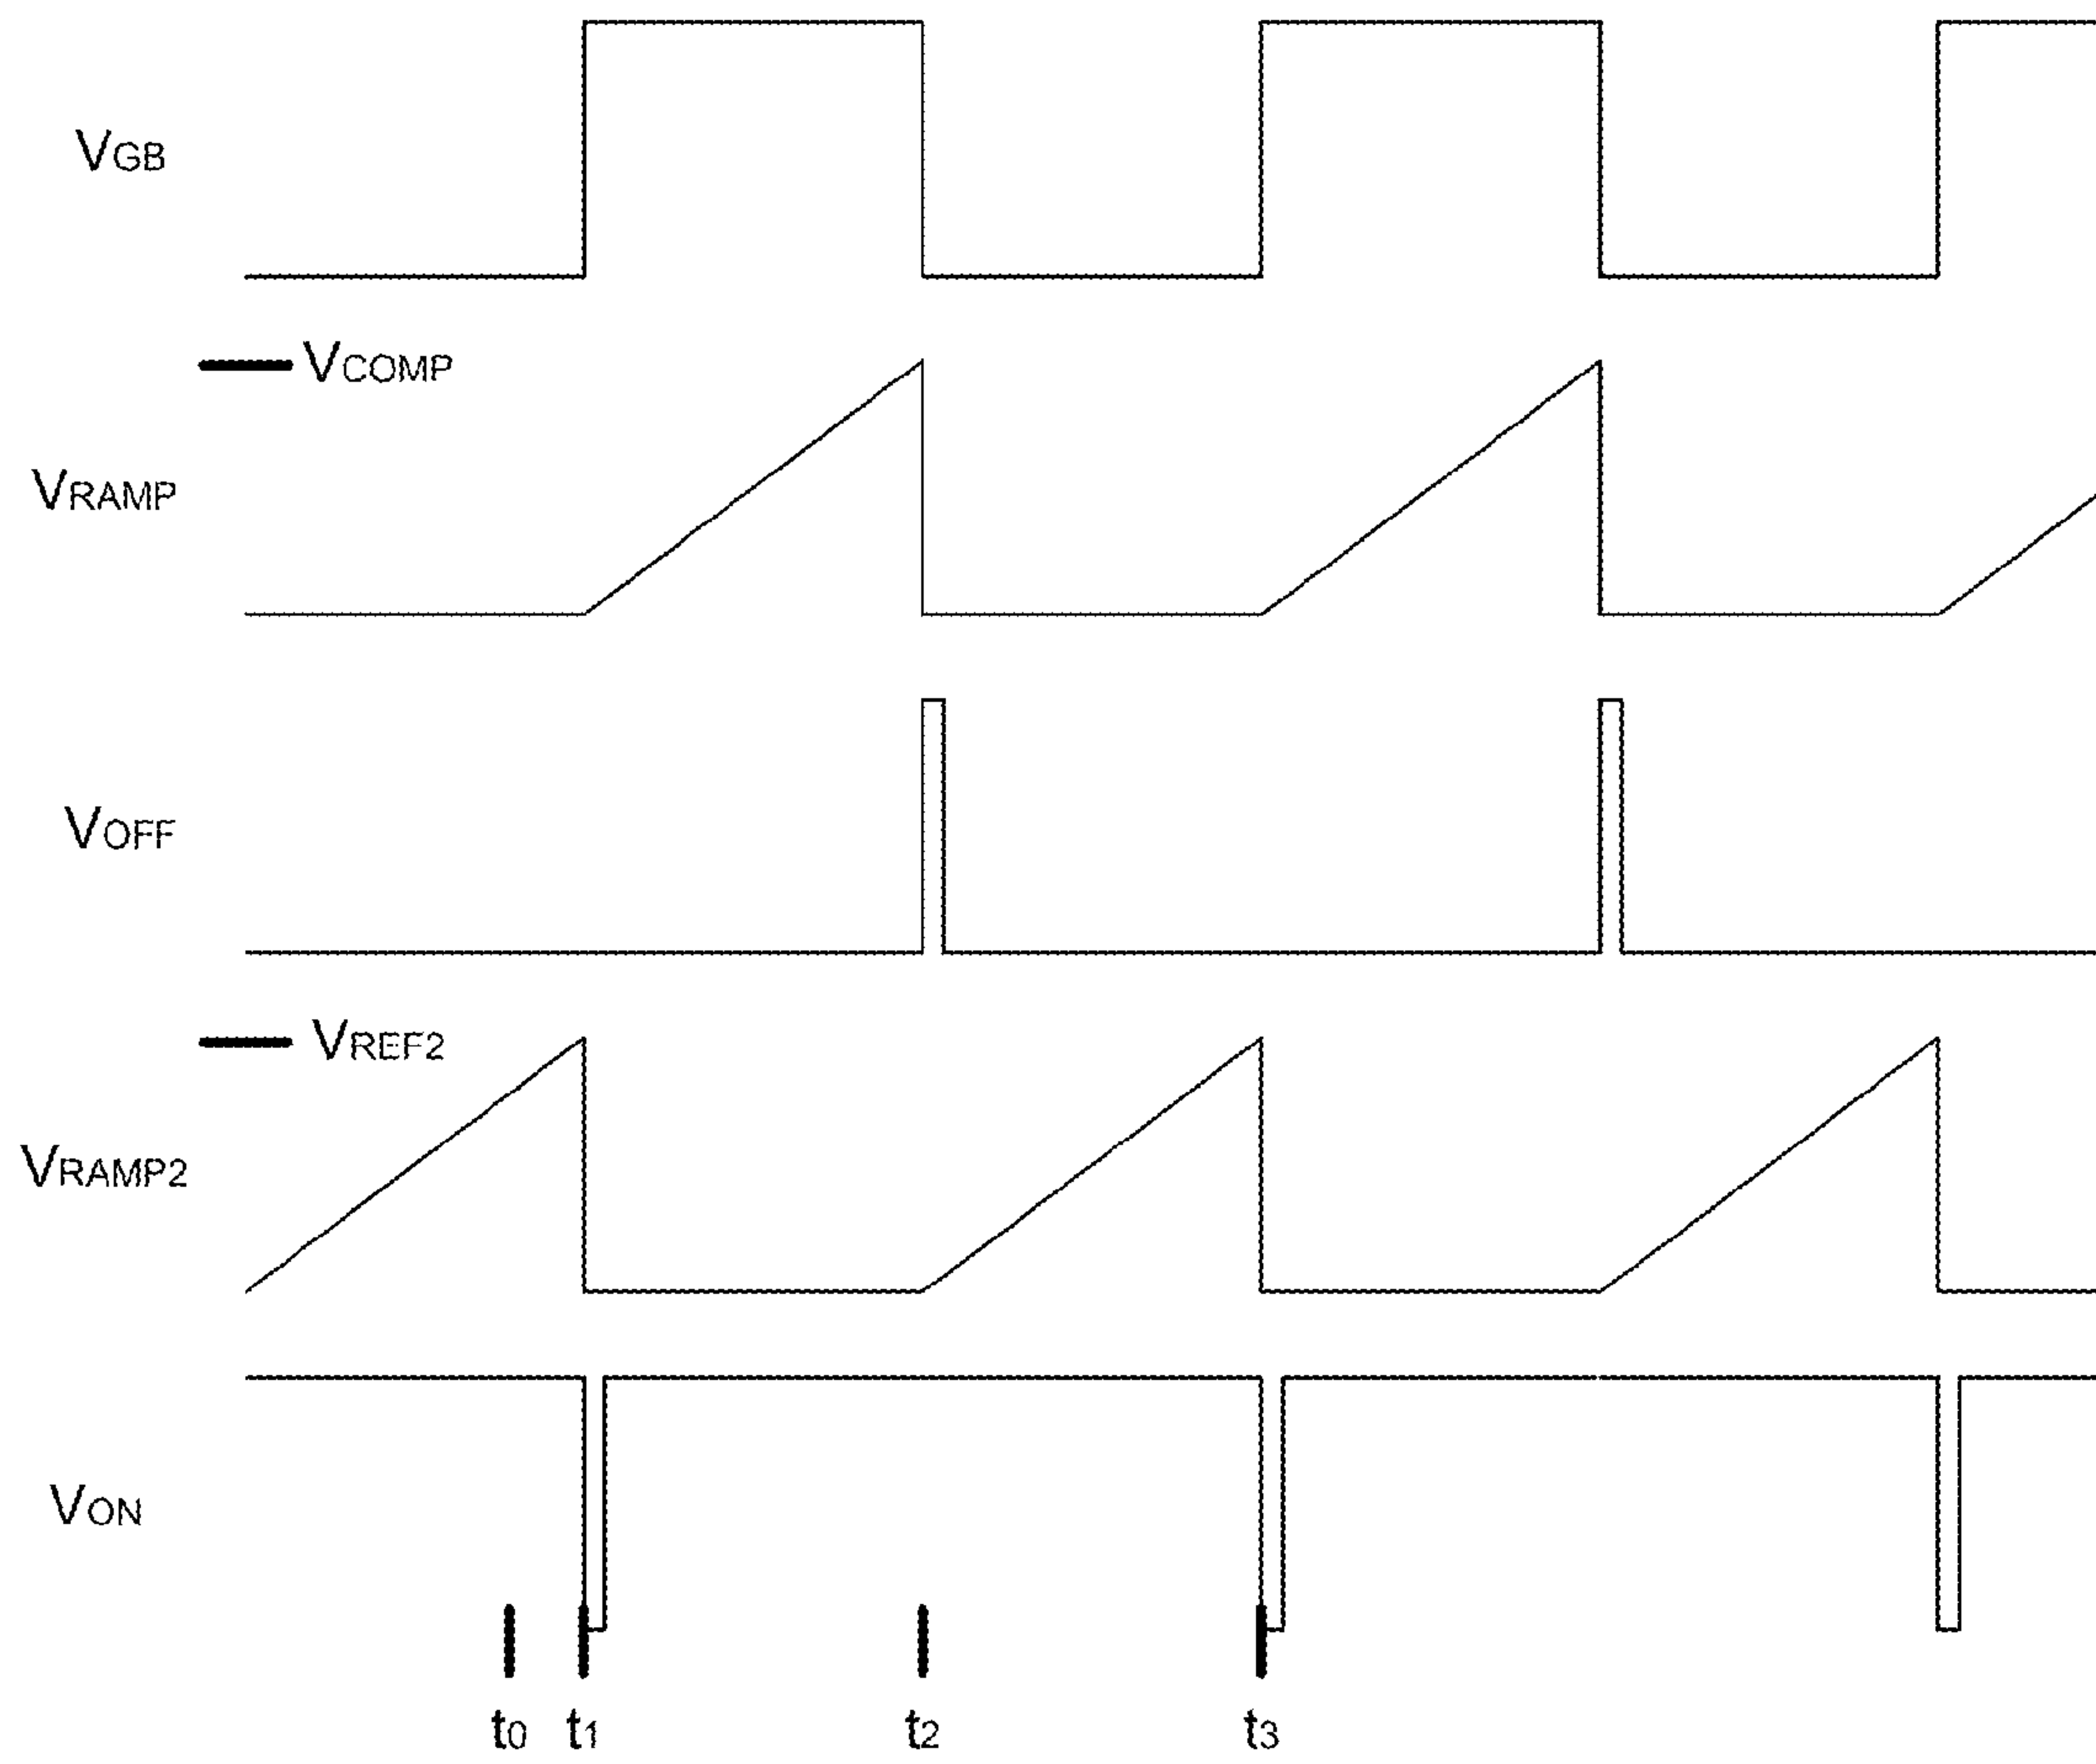 VGB
VCOMP
VRAMP
VOFF
VREF2
VRAMP2
VON
t0 t1 t2 t3